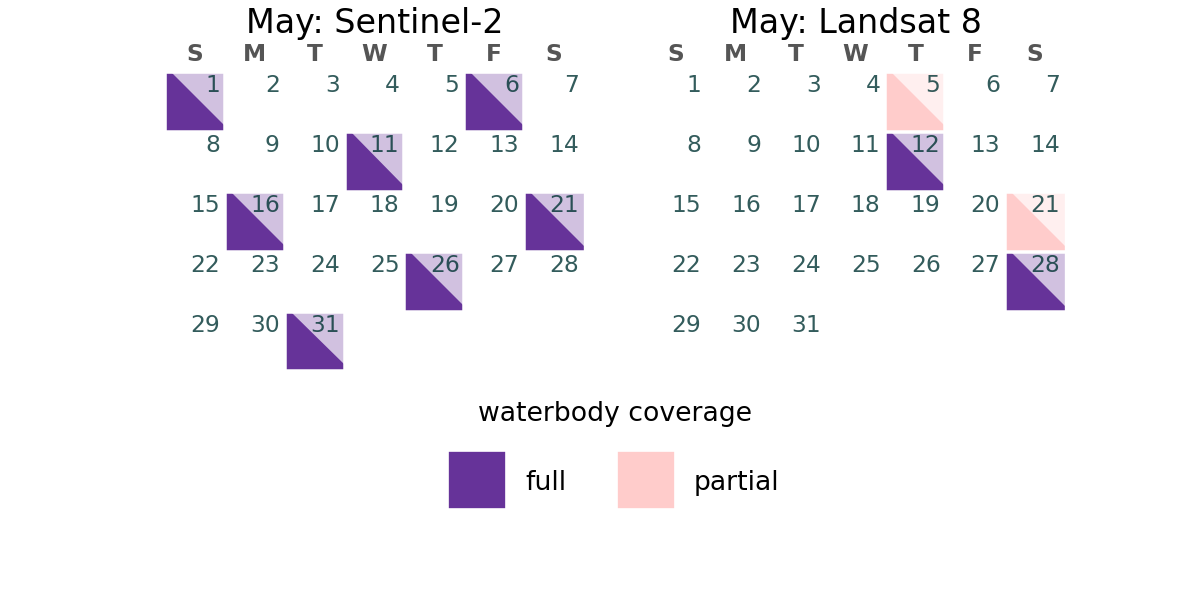 May: Sentinel-2
S M T W T F S
1 2 3 4 5 6 7
8 9 10 11 12 13 14
15 16 17 18 19 20 21
22 23 24 25 26 27 28
29 30 31
May: Landsat 8
S M T W T F S
1 2 3 4 5 6 7
8 9 10 11 12 13 14
15 16 17 18 19 20 21
22 23 24 25 26 27 28
29 30 31
waterbody coverage
full partial